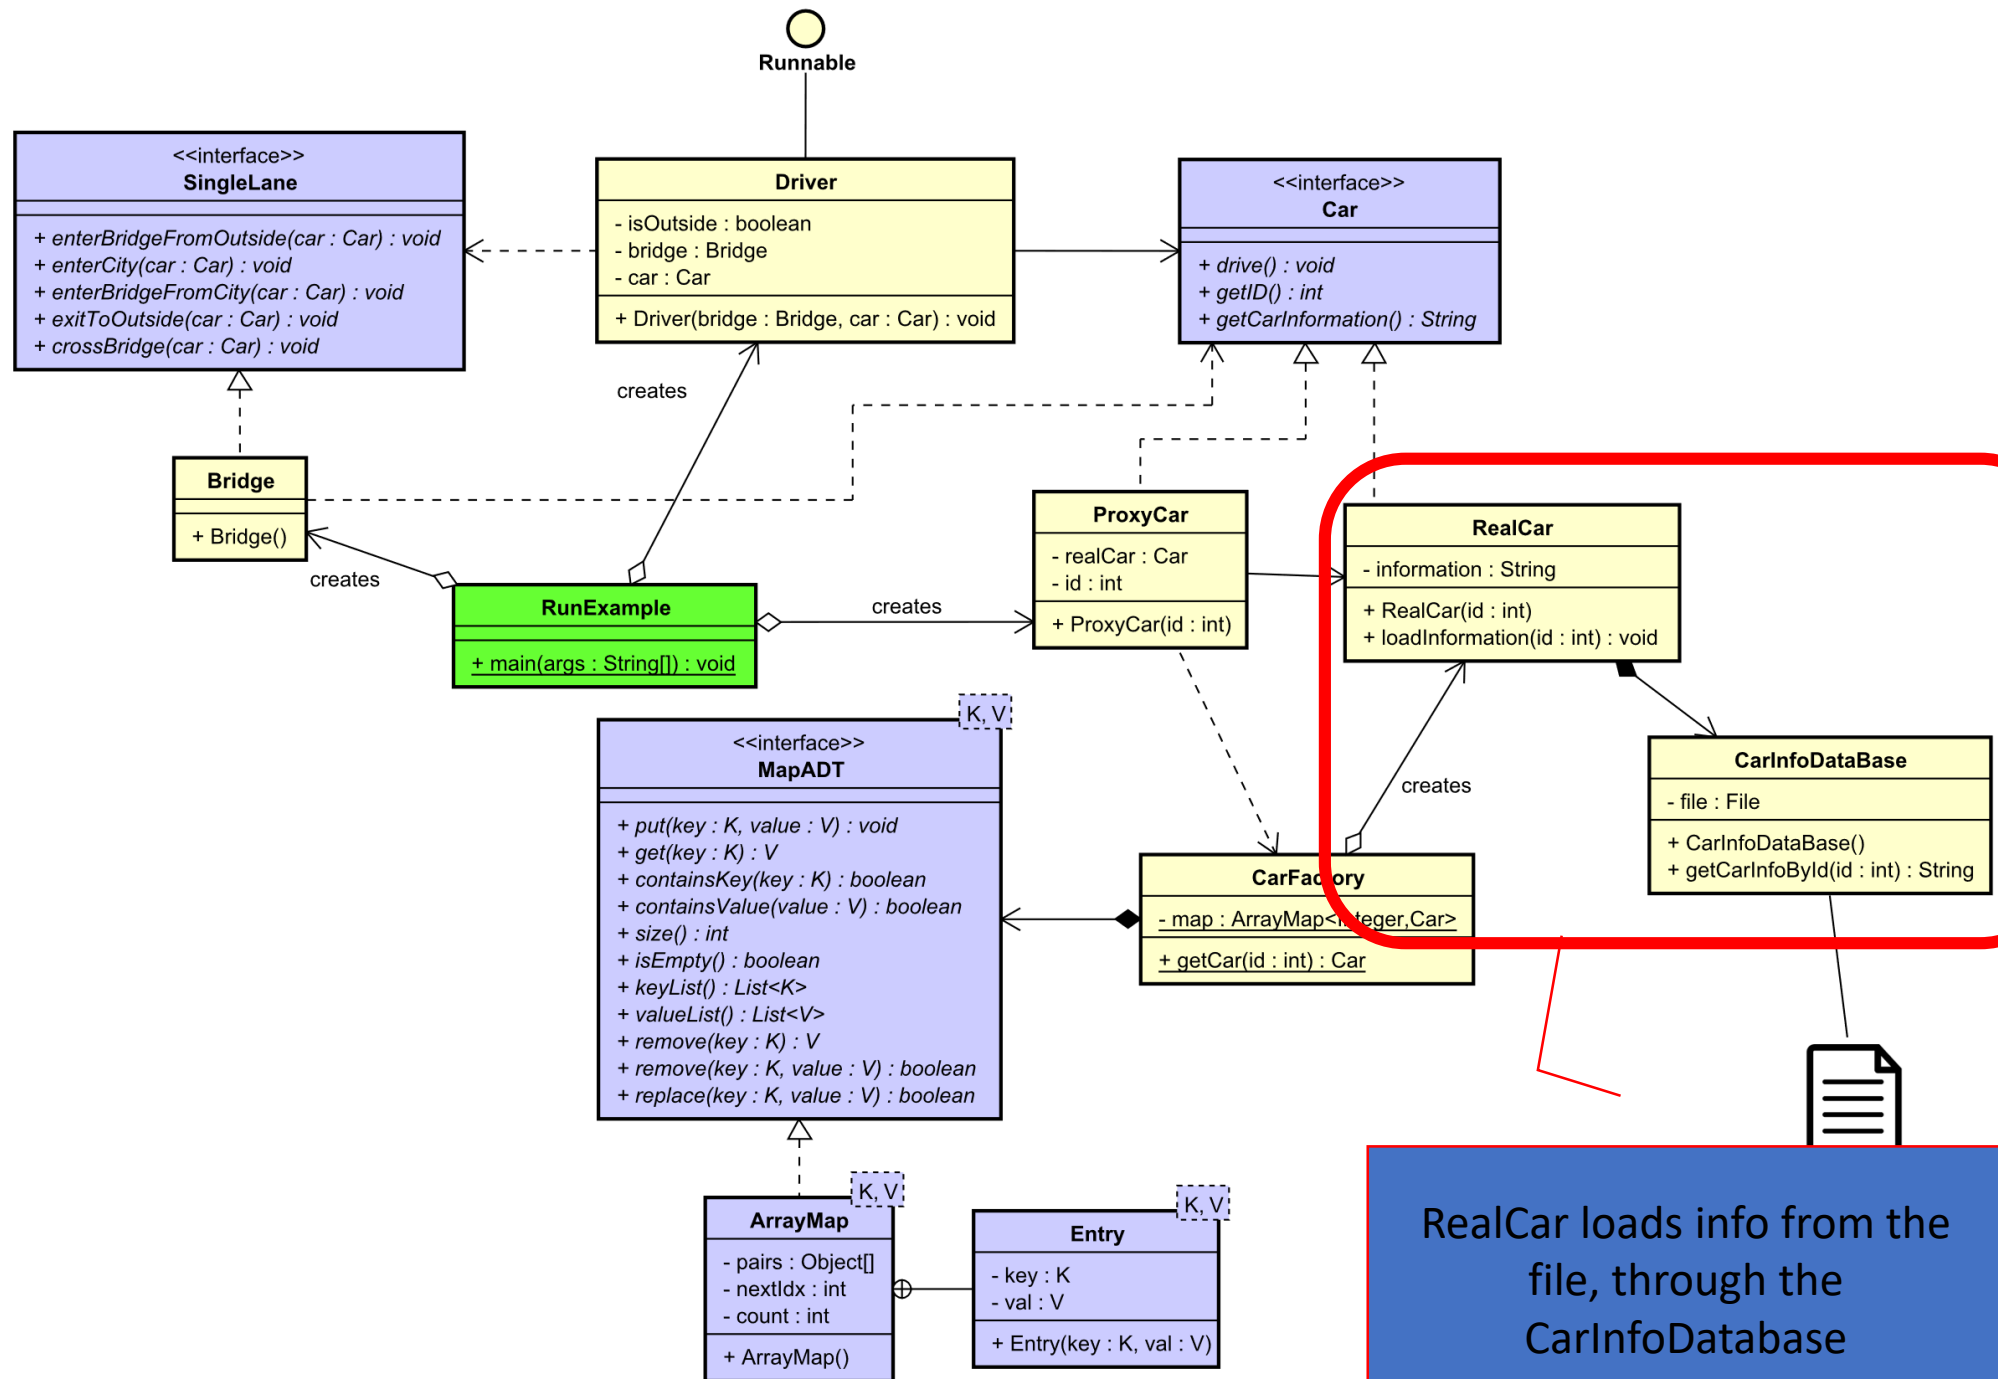 Runnable
<<interface>>
SingleLane
+ enterBridgeFromOutside(car : Car) : void
+ enterCity(car : Car) : void
+ enterBridgeFromCity(car : Car) : void
+ exitToOutside(car : Car) : void
+ crossBridge(car : Car) : void
Driver
- isOutside : boolean
- bridge : Bridge
- car : Car
+ Driver(bridge : Bridge, car : Car) : void
<<interface>>
Car
+ drive() : void
+ getID() : int
+ getCarInformation() : String
creates
Bridge
+ Bridge()
creates
RunExample
+ main(args : String[]) : void
creates
ProxyCar
- realCar : Car
- id : int
+ ProxyCar(id : int)
RealCar
- information : String
+ RealCar(id : int)
+ loadInformation(id : int) : void
creates
CarInfoDataBase
- file : File
+ CarInfoDataBase()
+ getCarInfoById(id : int) : String
K, V
<<interface>>
MapADT
+ put(key : K, value : V) : void
+ get(key : K) : V
+ containsKey(key : K) : boolean
+ containsValue(value : V) : boolean
+ size() : int
+ isEmpty() : boolean
+ keyList() : List<K>
+ valueList() : List<V>
+ remove(key : K) : V
+ remove(key : K, value : V) : boolean
+ replace(key : K, value : V) : boolean
CarFactory
- map : ArrayMap<Integer,Car>
+ getCar(id : int) : Car
K, V
ArrayMap
- pairs : Object[]
- nextIdx : int
- count : int
+ ArrayMap()
K, V
Entry
- key : K
- val : V
+ Entry(key : K, val : V)
RealCar loads info from the
file, through the
CarInfoDatabase